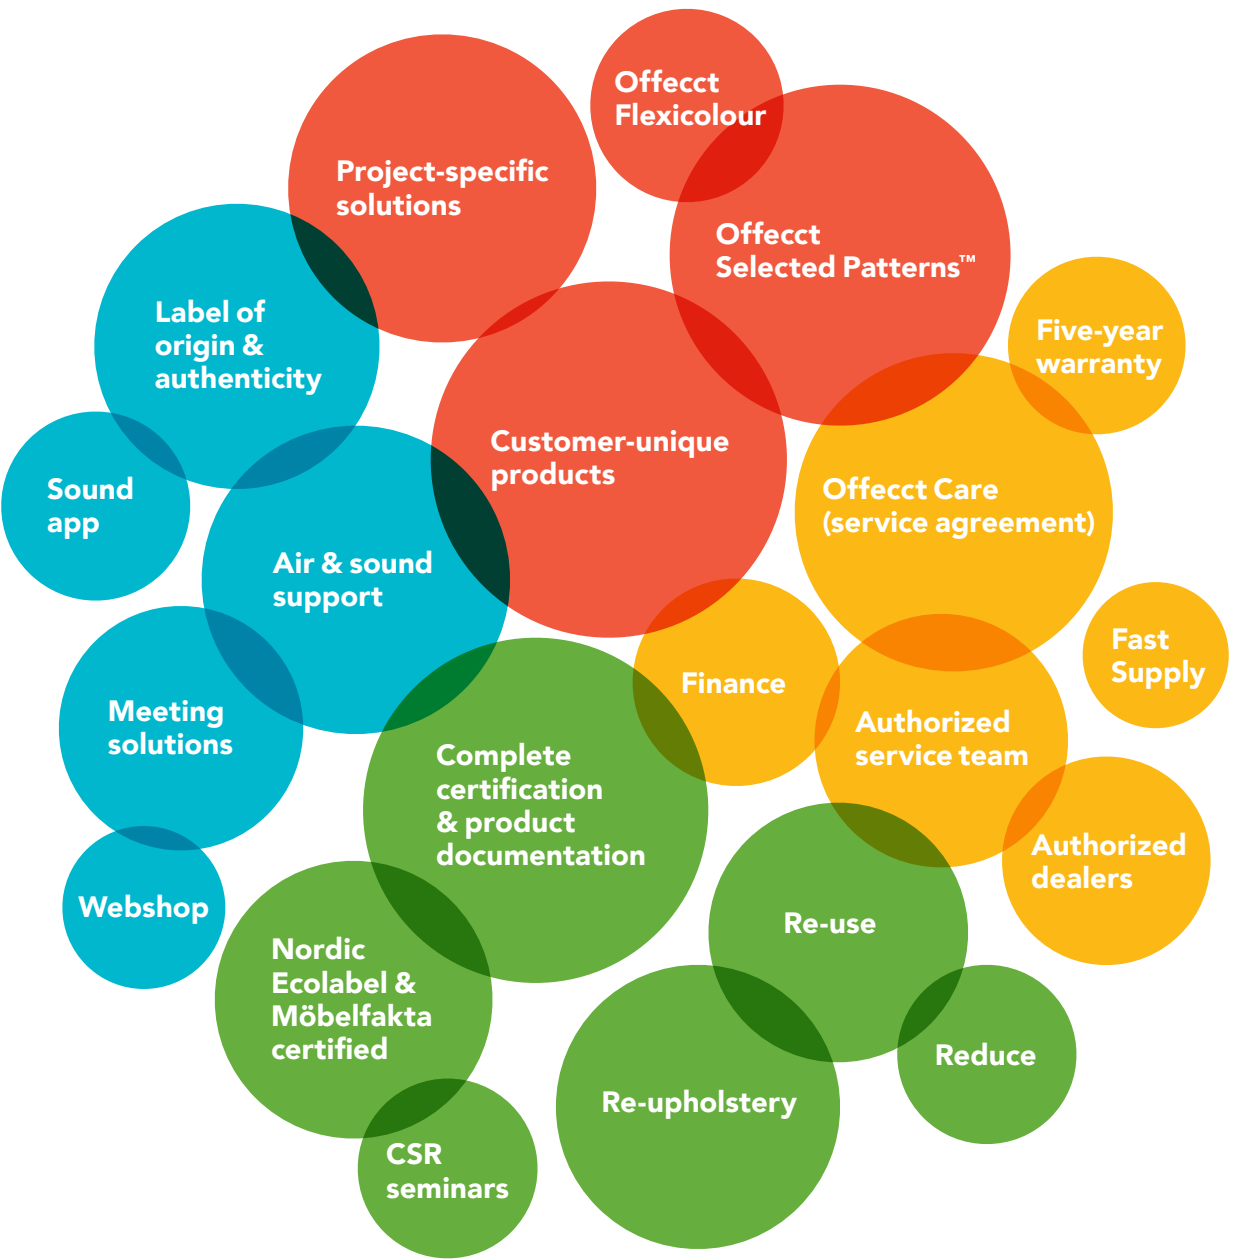 Offecct
Flexicolour
Project-specific
solutions
Offecct
Selected Patterns™
Label of
origin &
authenticity
Five-year
warranty
Customer-unique
products
Sound
app
Offecct Care
(service agreement)
Air & sound
support
Fast
Supply
Finance
Meeting
solutions
Authorized
service team
Complete
certification
& product
documentation
Authorized
dealers
Webshop
Re-use
Nordic
Ecolabel &
Möbelfakta
certified
Reduce
Re-upholstery
CSR
seminars